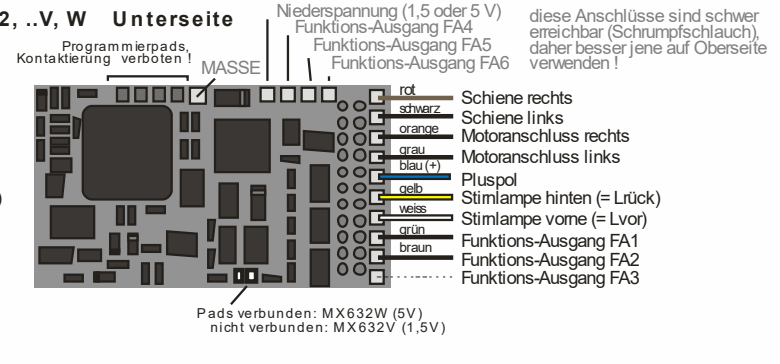 2, ..V, W Unterseite
Niederspannung (1,5 oder 5 V)
Funktions-Ausgang FA4
Funktions-Ausgang FA5
Funktions-Ausgang FA6
diese Anschlüsse sind schwer
erreichbar (Schrumpfschlauch),
daher besser jene auf Oberseite
verwenden !
Programmierpads,
Kontaktierung verboten !
MASSE
rot
Schiene rechts
schwarz
Schiene links
orange
Motoranschluss rechts
grau
Motoranschluss links
blau (+)
Pluspol
gelb
Stirnlampe hinten (= Lrück)
weiss
Stirnlampe vorne (= Lvor)
grün
Funktions-Ausgang FA1
braun
Funktions-Ausgang FA2
Funktions-Ausgang FA3
)
Pads verbunden: MX632W (5V)
nicht verbunden: MX632V (1,5V)